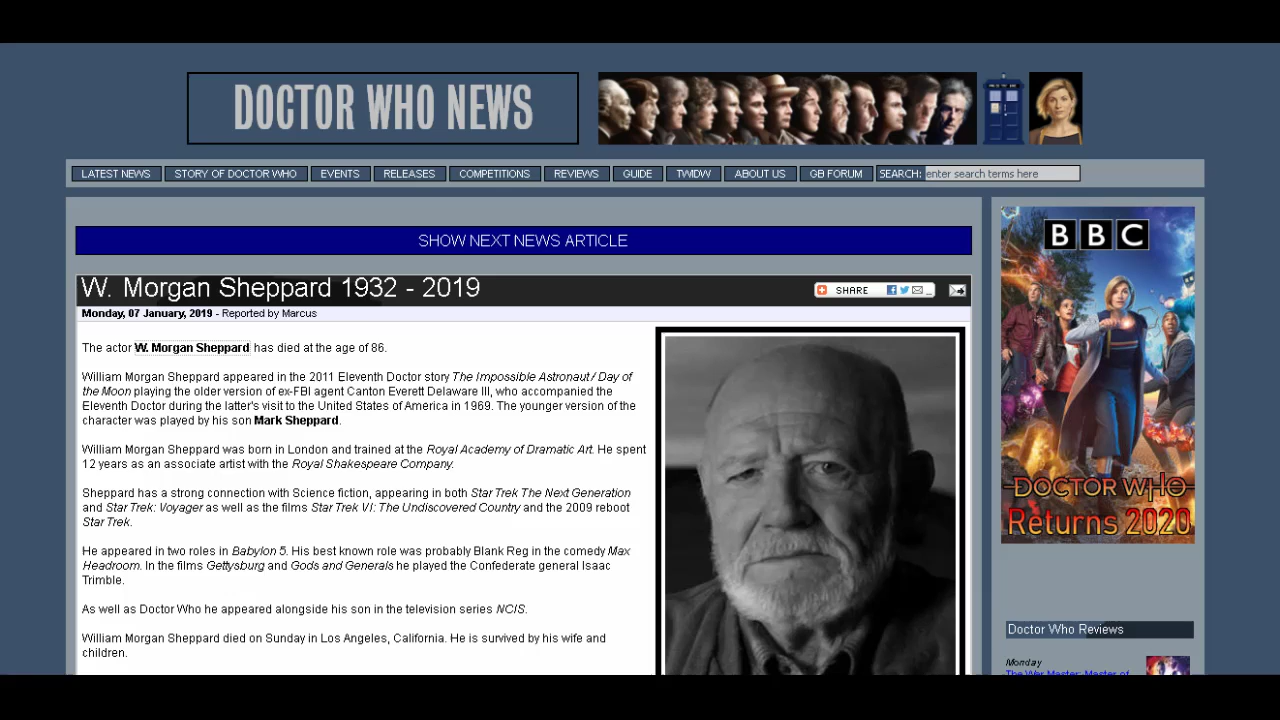 DOCTOR WHO NEWS
LATEST NEWS
STORY OF DOCTOR WHO
EVENTS
RELEASES
COMPETITIONS
REVIEWS
GUIDE
TWIDW
ABOUT US
GB FORUM
SEARCH: enter search terms here
SHOW NEXT NEWS ARTICLE
W. Morgan Sheppard 1932 - 2019
SHARE
Monday, 07 January, 2019 - Reported by Marcus
The actor W. Morgan Sheppard has died at the age of 86.
William Morgan Sheppard appeared in the 2011 Eleventh Doctor story The Impossible Astronaut / Day of
the Moon playing the older version of ex-FBI agent Canton Everett Delaware III, who accompanied the
Eleventh Doctor during the latter's visit to the United States of America in 1969. The younger version of the
character was played by his son Mark Sheppard.
William Morgan Sheppard was born in London and trained at the Royal Academy of Dramatic Art. He spent
12 years as an associate artist with the Royal Shakespeare Company.
Sheppard has a strong connection with Science fiction, appearing in both Star Trek The Next Generation
and Star Trek: Voyager as well as the films Star Trek VI: The Undiscovered Country and the 2009 reboot
Star Trek.
He appeared in two roles in Babylon 5. His best known role was probably Blank Reg in the comedy Max
Headroom. In the films Gettysburg and Gods and Generals he played the Confederate general Isaac
Trimble.
As well as Doctor Who he appeared alongside his son in the television series NCIS.
William Morgan Sheppard died on Sunday in Los Angeles, California. He is survived by his wife and
children.
BBC
DOCTOR WHO
Returns 2020
Doctor Who Reviews
Monday
The War Master: Master of